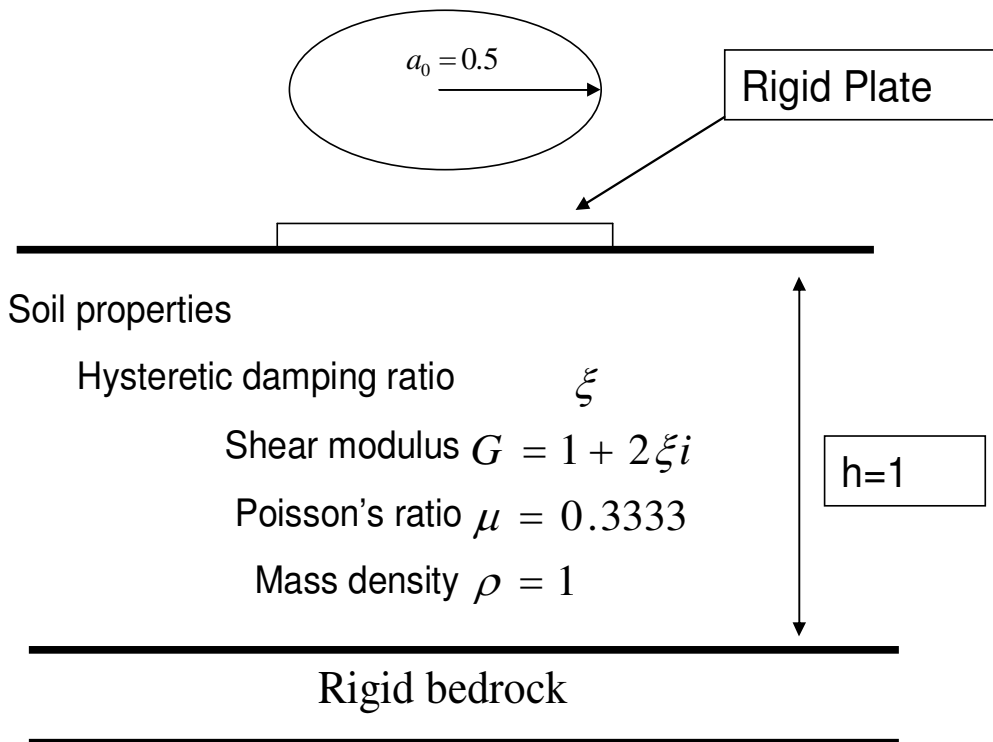 a₀ = 0.5
Rigid Plate
Soil properties
Hysteretic damping ratio ξ
Shear modulus G = 1 + 2ξi
h=1
Poisson's ratio μ = 0.3333
Mass density ρ = 1
Rigid bedrock